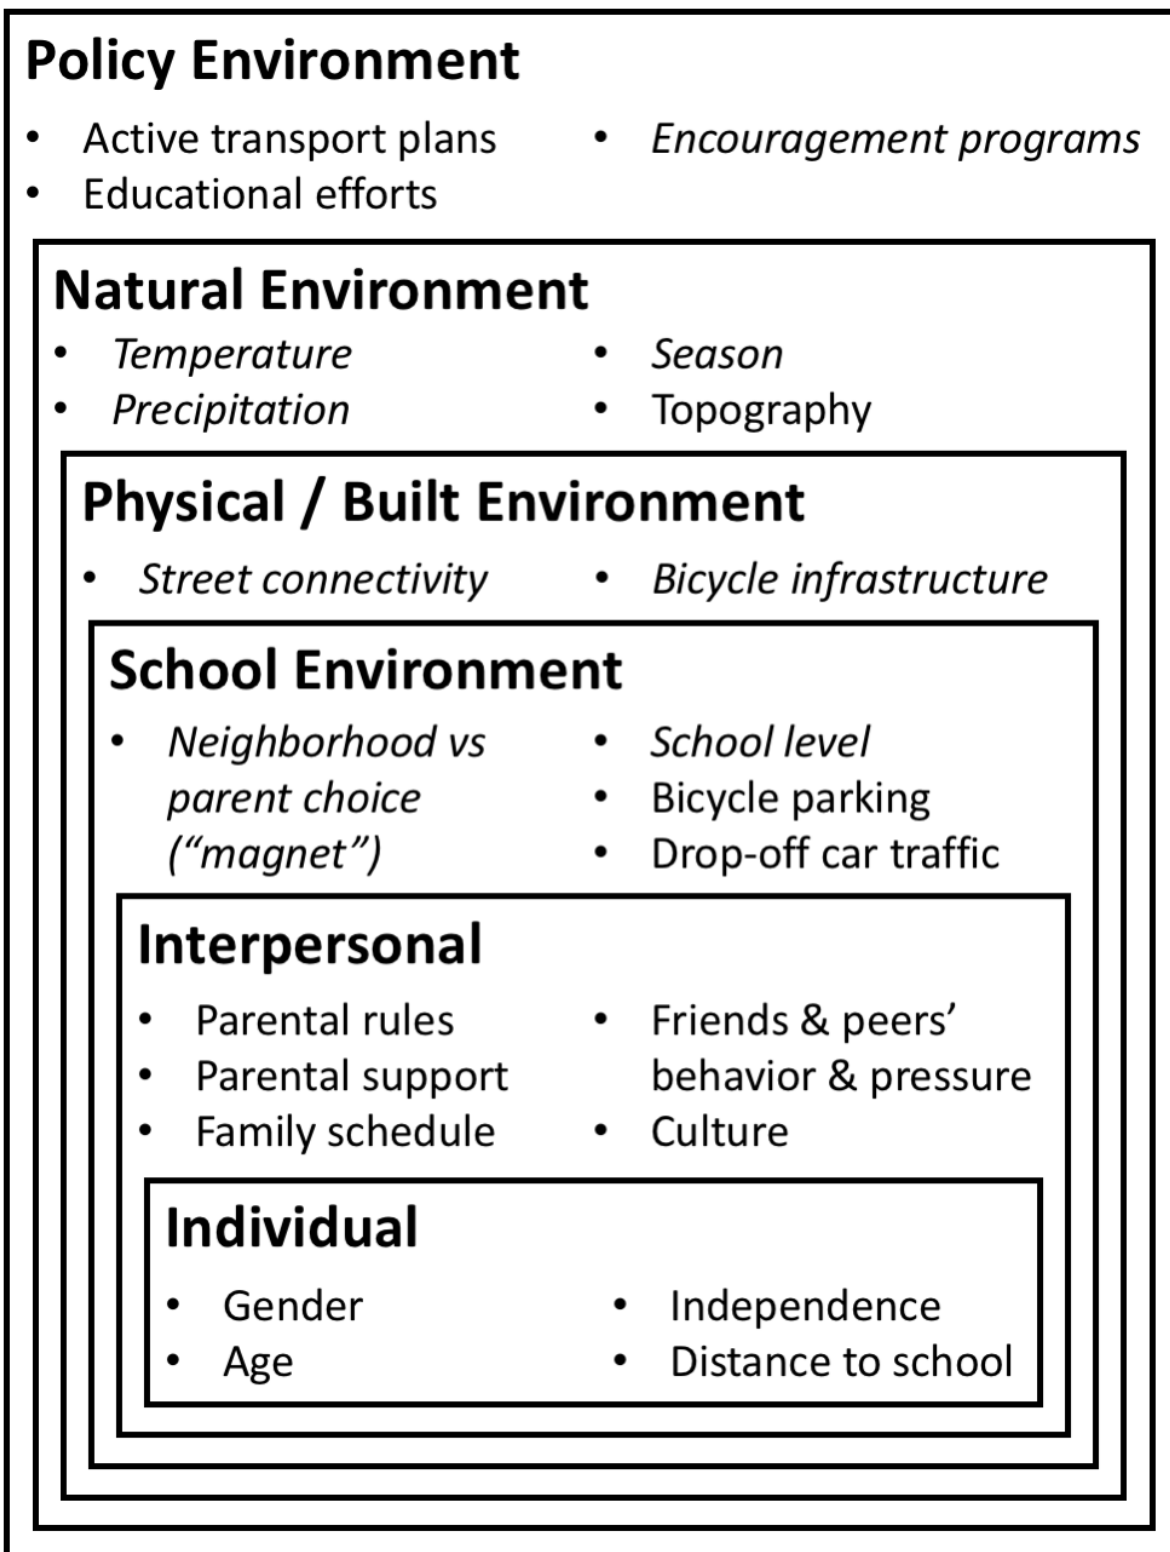 Policy Environment
• Active transport plans
• Educational efforts
• Encouragement programs
Natural Environment
• Temperature
• Precipitation
• Season
• Topography
Physical / Built Environment
• Street connectivity
• Bicycle infrastructure
School Environment
• Neighborhood vs
parent choice
(“magnet”)
• School level
• Bicycle parking
• Drop-off car traffic
Interpersonal
• Parental rules
• Parental support
• Family schedule
• Friends & peers’
behavior & pressure
• Culture
Individual
• Gender
• Age
• Independence
• Distance to school